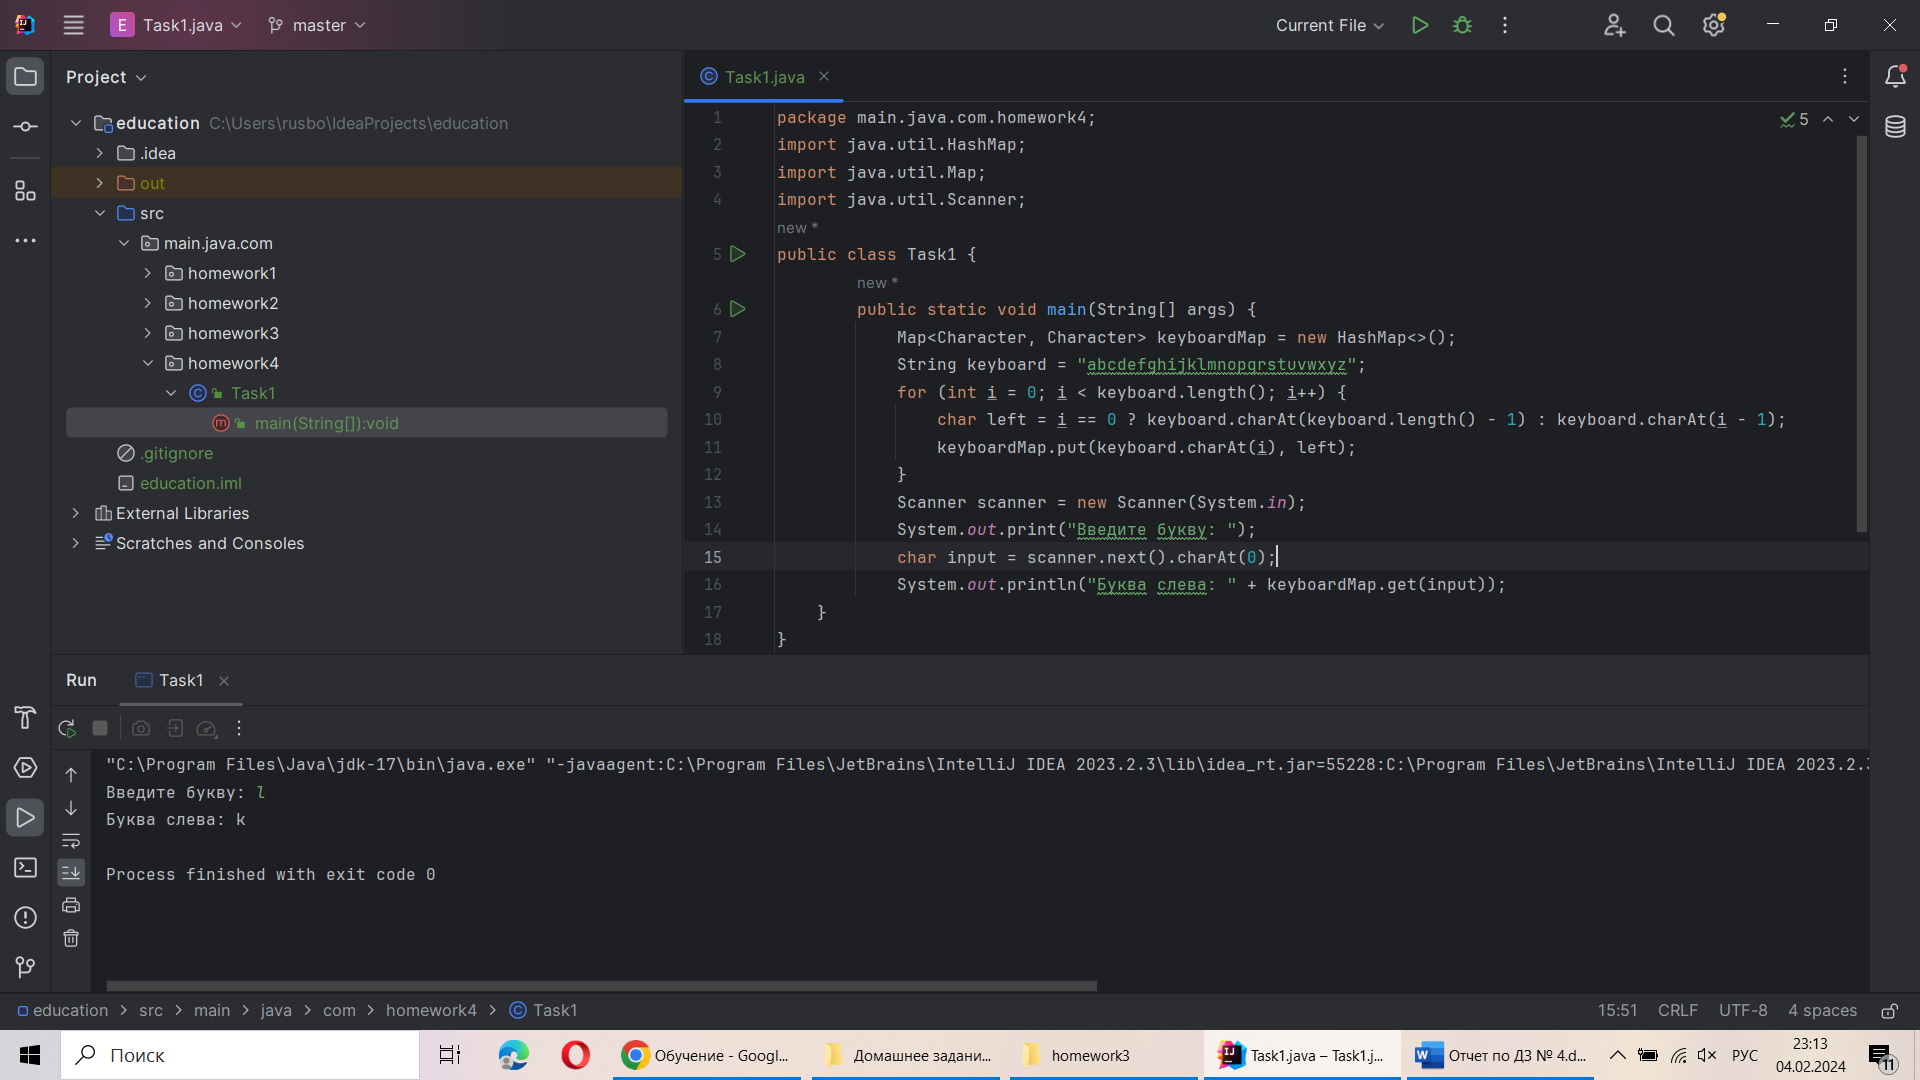 E Task1.java master Current File
Project
Task1.java
education C:\Users\rusbo\IdeaProjects\education
.idea
out
src
main.java.com
homework1
homework2
homework3
homework4
Task1
main(String[]):void
.gitignore
education.iml
External Libraries
Scratches and Consoles
5
1 package main.java.com.homework4;
2 import java.util.HashMap;
3 import java.util.Map;
4 import java.util.Scanner;
new *
5 public class Task1 {
new *
6 public static void main(String[] args) {
7 Map<Character, Character> keyboardMap = new HashMap<>();
8 String keyboard = "abcdefghijklmnopqrstuvwxyz";
9 for (int i = 0; i < keyboard.length(); i++) {
10 char left = i == 0 ? keyboard.charAt(keyboard.length() - 1) : keyboard.charAt(i - 1);
11 keyboardMap.put(keyboard.charAt(i), left);
12 }
13 Scanner scanner = new Scanner(System.in);
14 System.out.print("Введите букву: ");
15 char input = scanner.next().charAt(0);
16 System.out.println("Буква слева: " + keyboardMap.get(input));
17 }
18 }
Run Task1
"C:\Program Files\Java\jdk-17\bin\java.exe" "-javaagent:C:\Program Files\JetBrains\IntelliJ IDEA 2023.2.3\lib\idea_rt.jar=55228:C:\Program Files\JetBrains\IntelliJ IDEA 2023.2.3
Введите букву: l
Буква слева: k
Process finished with exit code 0
education > src > main > java > com > homework4 > Task1 15:51 CRLF UTF-8 4 spaces
Поиск
Обучение - Googl...
Домашнее задани...
homework3
Task1.java – Task1.j...
Отчет по ДЗ № 4.d...
РУС
23:13
04.02.2024
11